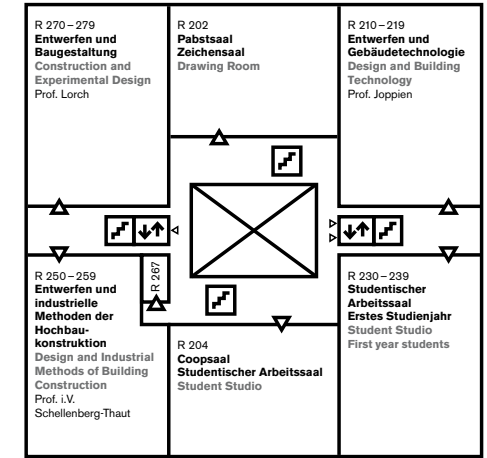 R 270 – 279
Entwerfen und
Baugestaltung
Construction and
Experimental Design
Prof. Lorch
R 202
Pabstsaal
Zeichensaal
Drawing Room
R 210 – 219
Entwerfen und
Gebäudetechnologie
Design and Building
Technology
Prof. Joppien
R 267
R 250 – 259
Entwerfen und
industrielle
Methoden der
Hochbau-
konstruktion
Design and Industrial
Methods of Building
Construction
Prof. i.V.
Schellenberg-Thaut
R 204
Coopsaal
Studentischer Arbeitssaal
Student Studio
R 230 – 239
Studentischer
Arbeitssaal
Erstes Studienjahr
Student Studio
First year students